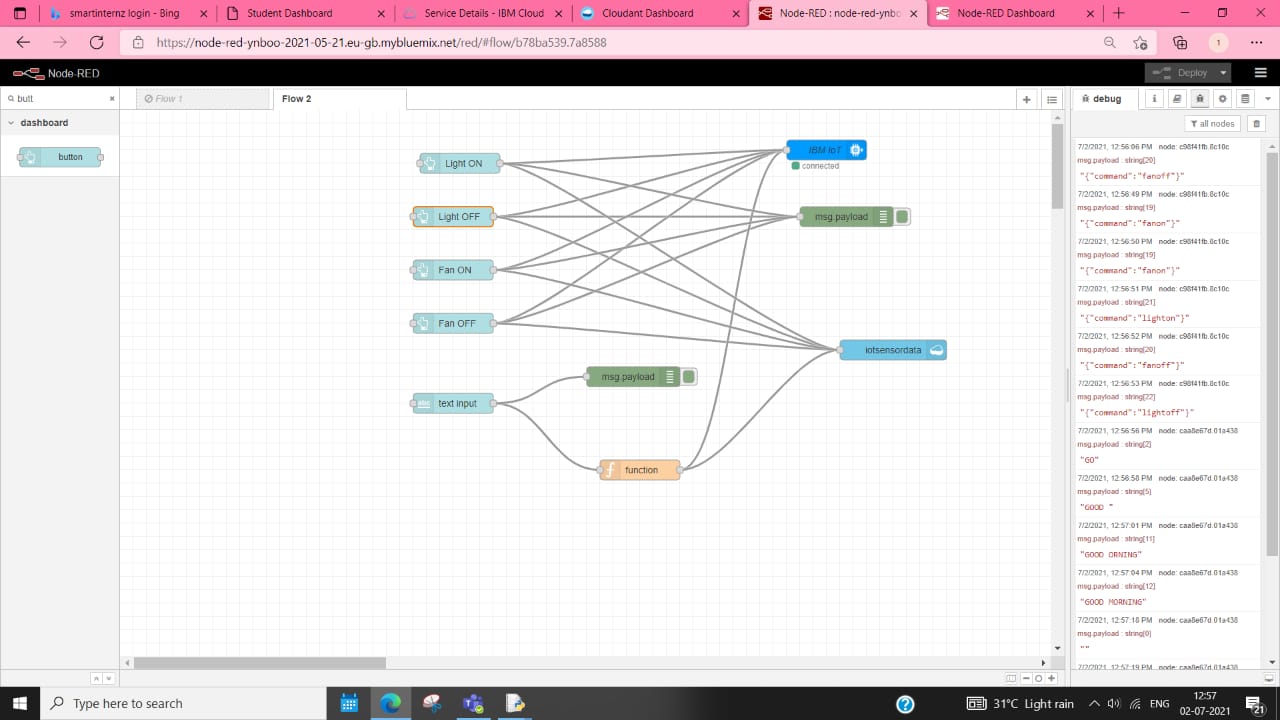 smartinternz login - Bing
Student Dashboard
Service Details - IBM Cloud
Cloudant Dashboard
Node-RED : node-red-ynbo
Node-RED Dashboard
https://node-red-ynboo-2021-05-21.eu-gb.mybluemix.net/red/#flow/b78ba539.7a8588
1
Node-RED
Deploy
butt
Flow 1
Flow 2
debug
i
dashboard
all nodes
button
Light ON
Light OFF
Fan ON
Fan OFF
abc text input
IBM IoT
connected
msg.payload
iotsensordata
msg.payload
f function
7/2/2021, 12:56:06 PM node: c98f41fb.8c10c
msg.payload : string[20]
"{"command":"fanoff"}"
7/2/2021, 12:56:49 PM node: c98f41fb.8c10c
msg.payload : string[19]
"{"command":"fanon"}"
7/2/2021, 12:56:50 PM node: c98f41fb.8c10c
msg.payload : string[19]
"{"command":"fanon"}"
7/2/2021, 12:56:51 PM node: c98f41fb.8c10c
msg.payload : string[21]
"{"command":"lighton"}"
7/2/2021, 12:56:52 PM node: c98f41fb.8c10c
msg.payload : string[20]
"{"command":"fanoff"}"
7/2/2021, 12:56:53 PM node: c98f41fb.8c10c
msg.payload : string[22]
"{"command":"lightoff"}"
7/2/2021, 12:56:56 PM node: caa8e67d.01a438
msg.payload : string[2]
"GO"
7/2/2021, 12:56:58 PM node: caa8e67d.01a438
msg.payload : string[5]
"GOOD "
7/2/2021, 12:57:01 PM node: caa8e67d.01a438
msg.payload : string[11]
"GOOD ORNING"
7/2/2021, 12:57:04 PM node: caa8e67d.01a438
msg.payload : string[12]
"GOOD MORNING"
7/2/2021, 12:57:18 PM node: caa8e67d.01a438
msg.payload : string[0]
""
7/2/2021, 12:57:19 PM node: caa8e67d.01a438
Type here to search
31°C Light rain
ENG
12:57
02-07-2021
21